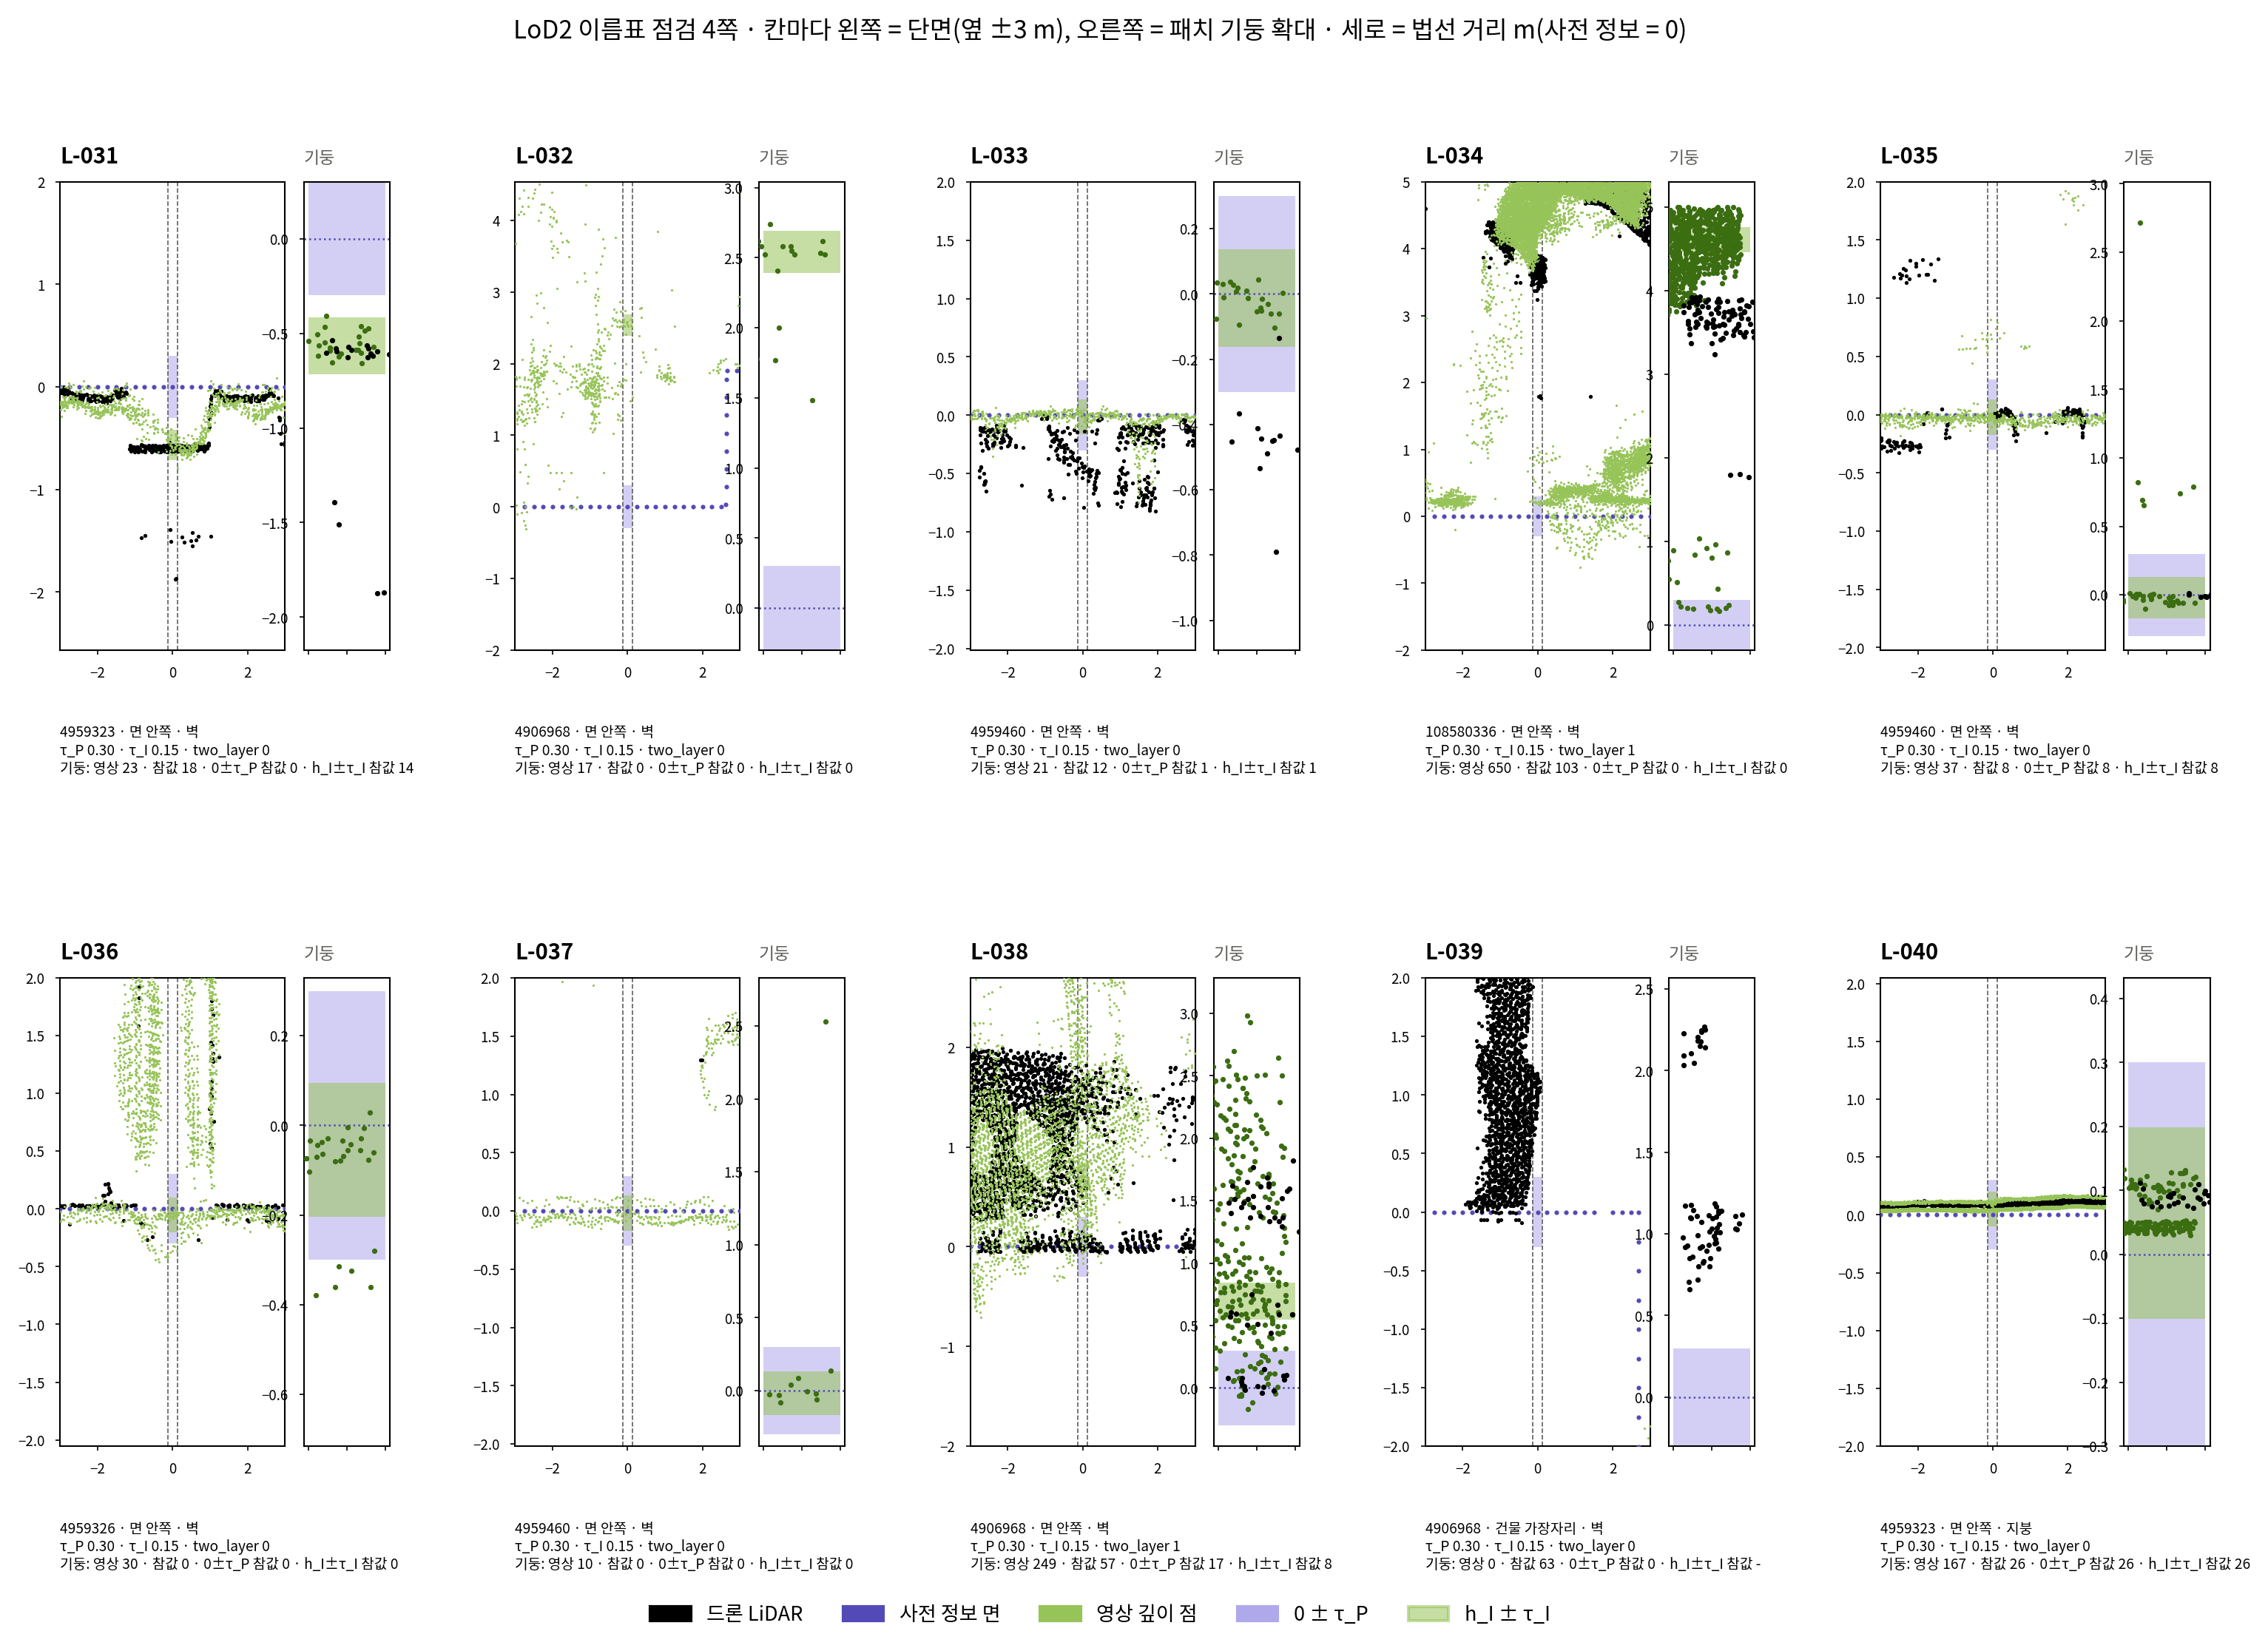 LoD2 이름표 점검 4쪽 · 칸마다 왼쪽 = 단면(옆 ±3 m), 오른쪽 = 패치 기둥 확대 · 세로 = 법선 거리 m(사전 정보 = 0)
L-031 기둥
L-032 기둥
L-033 기둥
L-034 기둥
L-035 기둥
4959323 · 면 안쪽 · 벽
τ_P 0.30 · τ_I 0.15 · two_layer 0
기둥: 영상 23 · 참값 18 · 0±τ_P 참값 0 · h_I±τ_I 참값 14
4906968 · 면 안쪽 · 벽
τ_P 0.30 · τ_I 0.15 · two_layer 0
기둥: 영상 17 · 참값 0 · 0±τ_P 참값 0 · h_I±τ_I 참값 0
4959460 · 면 안쪽 · 벽
τ_P 0.30 · τ_I 0.15 · two_layer 0
기둥: 영상 21 · 참값 12 · 0±τ_P 참값 1 · h_I±τ_I 참값 1
108580336 · 면 안쪽 · 벽
τ_P 0.30 · τ_I 0.15 · two_layer 1
기둥: 영상 650 · 참값 103 · 0±τ_P 참값 0 · h_I±τ_I 참값 0
4959460 · 면 안쪽 · 벽
τ_P 0.30 · τ_I 0.15 · two_layer 0
기둥: 영상 37 · 참값 8 · 0±τ_P 참값 8 · h_I±τ_I 참값 8
L-036 기둥
L-037 기둥
L-038 기둥
L-039 기둥
L-040 기둥
4959326 · 면 안쪽 · 벽
τ_P 0.30 · τ_I 0.15 · two_layer 0
기둥: 영상 30 · 참값 0 · 0±τ_P 참값 0 · h_I±τ_I 참값 0
4959460 · 면 안쪽 · 벽
τ_P 0.30 · τ_I 0.15 · two_layer 0
기둥: 영상 10 · 참값 0 · 0±τ_P 참값 0 · h_I±τ_I 참값 0
4906968 · 면 안쪽 · 벽
τ_P 0.30 · τ_I 0.15 · two_layer 1
기둥: 영상 249 · 참값 57 · 0±τ_P 참값 17 · h_I±τ_I 참값 8
4906968 · 건물 가장자리 · 벽
τ_P 0.30 · τ_I 0.15 · two_layer 0
기둥: 영상 0 · 참값 63 · 0±τ_P 참값 0 · h_I±τ_I 참값 -
4959323 · 면 안쪽 · 지붕
τ_P 0.30 · τ_I 0.15 · two_layer 0
기둥: 영상 167 · 참값 26 · 0±τ_P 참값 26 · h_I±τ_I 참값 26
드론 LiDAR 사전 정보 면 영상 깊이 점 0 ± τ_P h_I ± τ_I